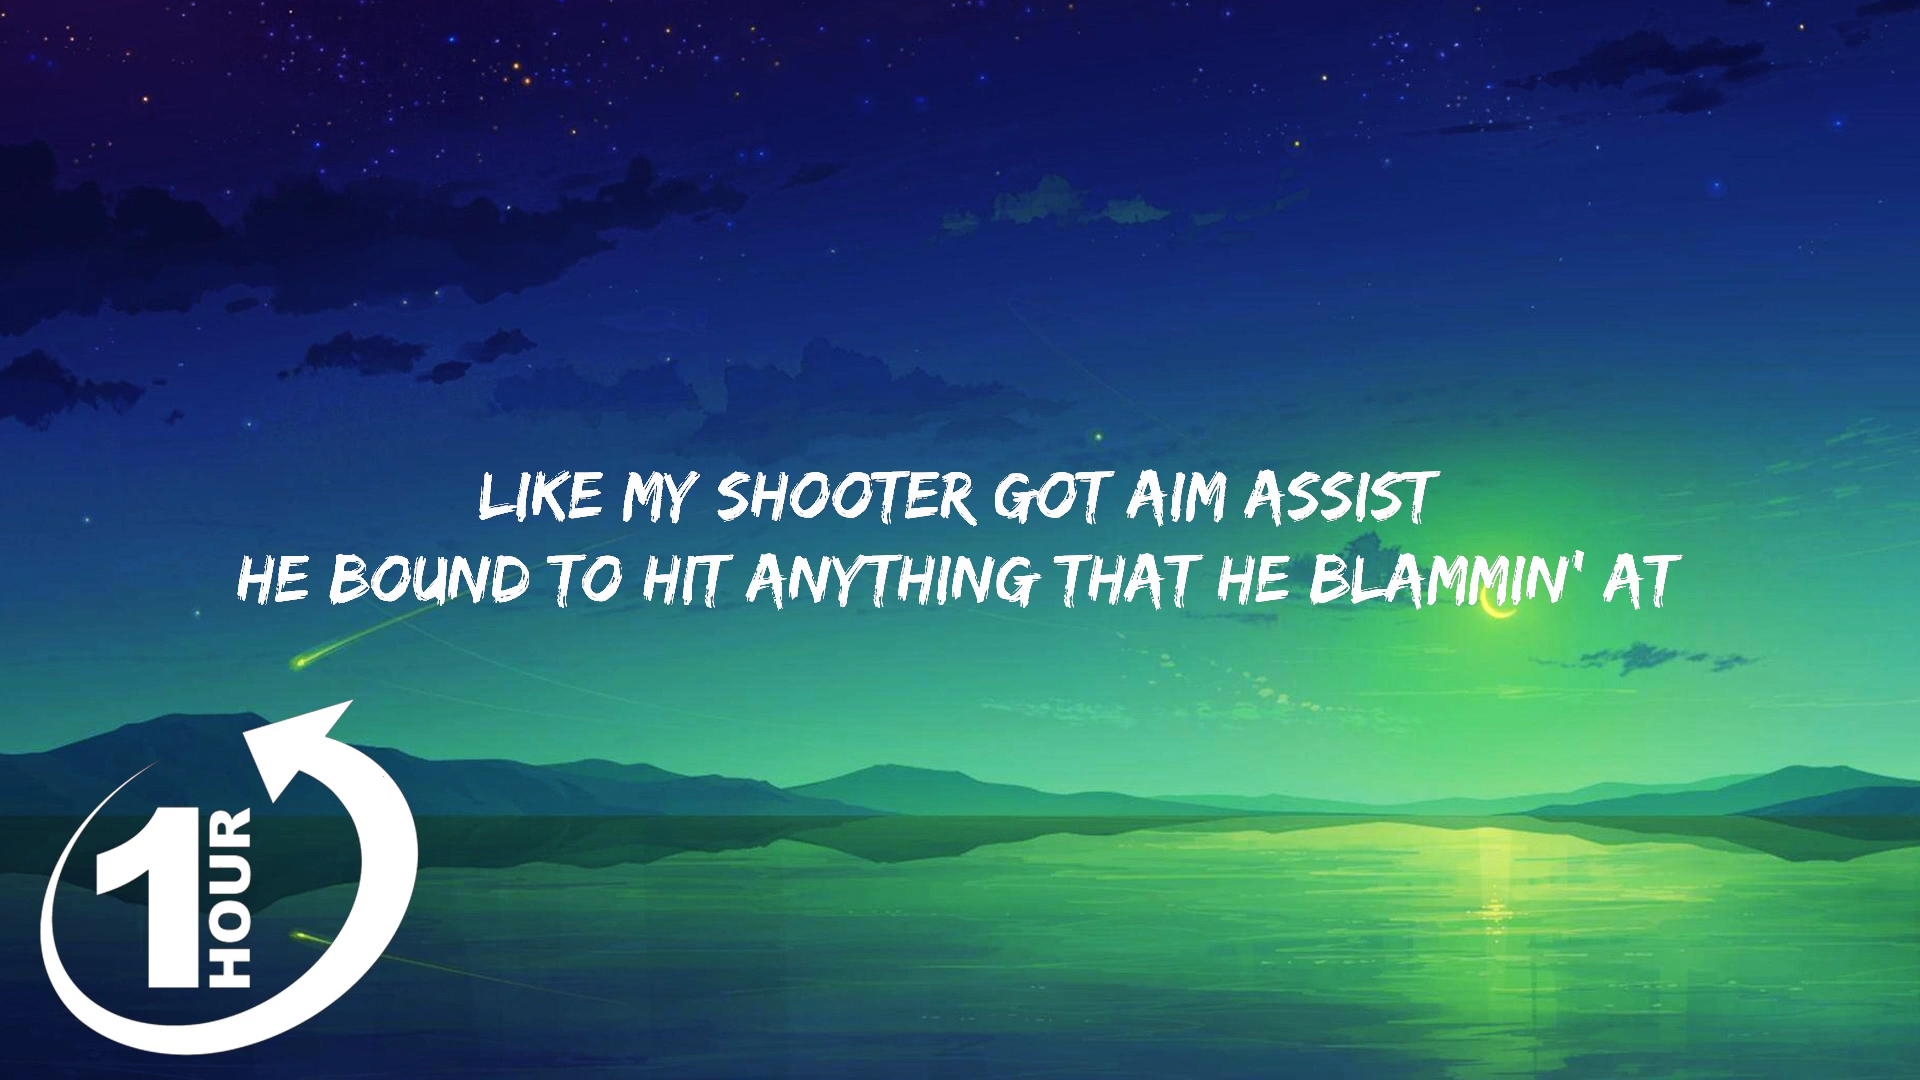 LIKE MY SHOOTER GOT AIM ASSIST
HE BOUND TO HIT ANYTHING THAT HE BLAMMIN' AT
1 HOUR